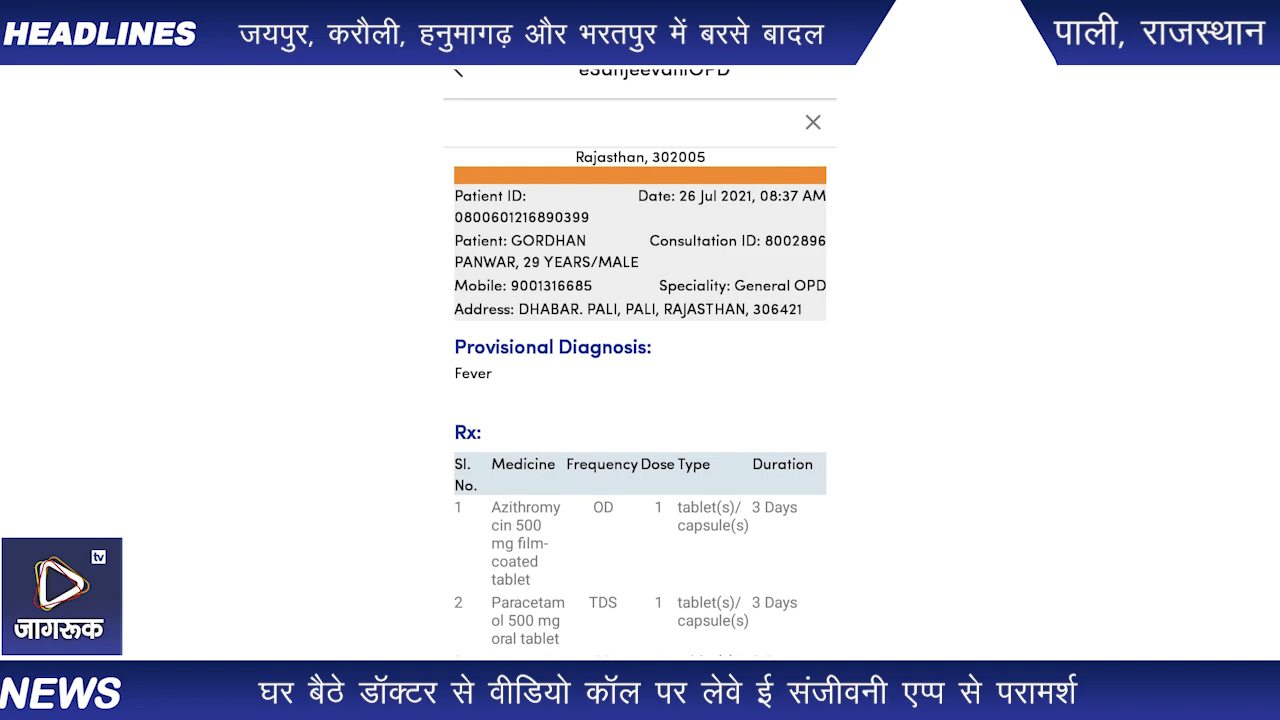 HEADLINES जयपुर, करौली, हनुमागढ़ और भरतपुर में बरसे बादल पाली, राजस्थान
eSanjeevaniOPD
Rajasthan, 302005
Patient ID: Date: 26 Jul 2021, 08:37 AM
0800601216890399
Patient: GORDHAN Consultation ID: 8002896
PANWAR, 29 YEARS/MALE
Mobile: 9001316685 Speciality: General OPD
Address: DHABAR. PALI, PALI, RAJASTHAN, 306421
Provisional Diagnosis:
Fever
Rx:
Sl. Medicine Frequency Dose Type Duration
No.
1 Azithromy OD 1 tablet(s)/ 3 Days
cin 500 capsule(s)
mg film-
coated
tablet
2 Paracetam TDS 1 tablet(s)/ 3 Days
ol 500 mg capsule(s)
oral tablet
tv
जागरूक
NEWS घर बैठे डॉक्टर से वीडियो कॉल पर लेवे ई संजीवनी एप्प से परामर्श